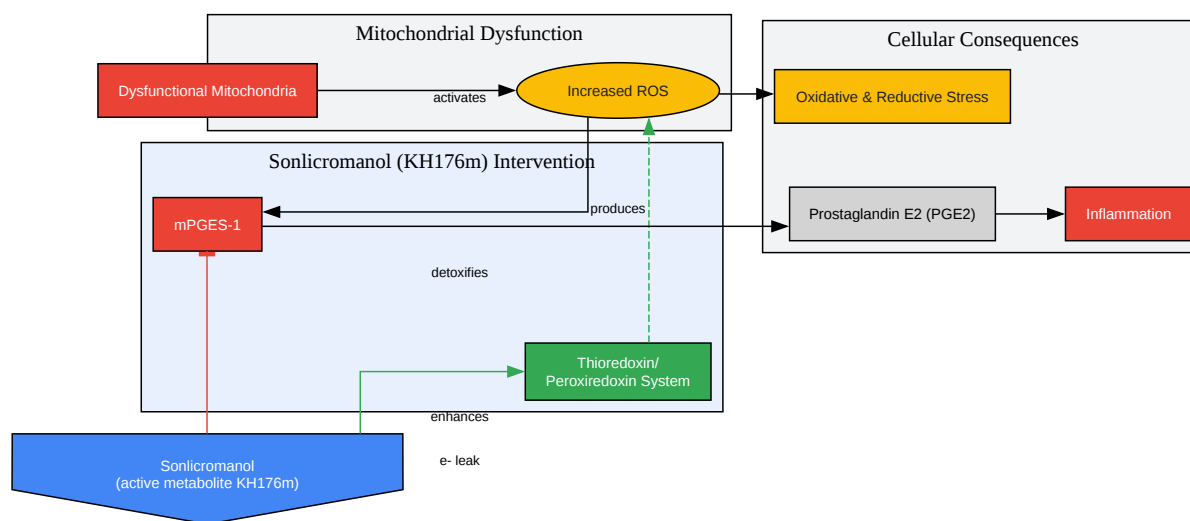 Mitochondrial Dysfunction
Cellular Consequences
Dysfunctional Mitochondria
activates
Increased ROS
Oxidative & Reductive Stress
Sonlicromanol (KH176m) Intervention
mPGES-1
produces
Prostaglandin E2 (PGE2)
Inflammation
detoxifies
Thioredoxin/
Peroxiredoxin System
enhances
e- leak
Sonlicromanol
(active metabolite KH176m)